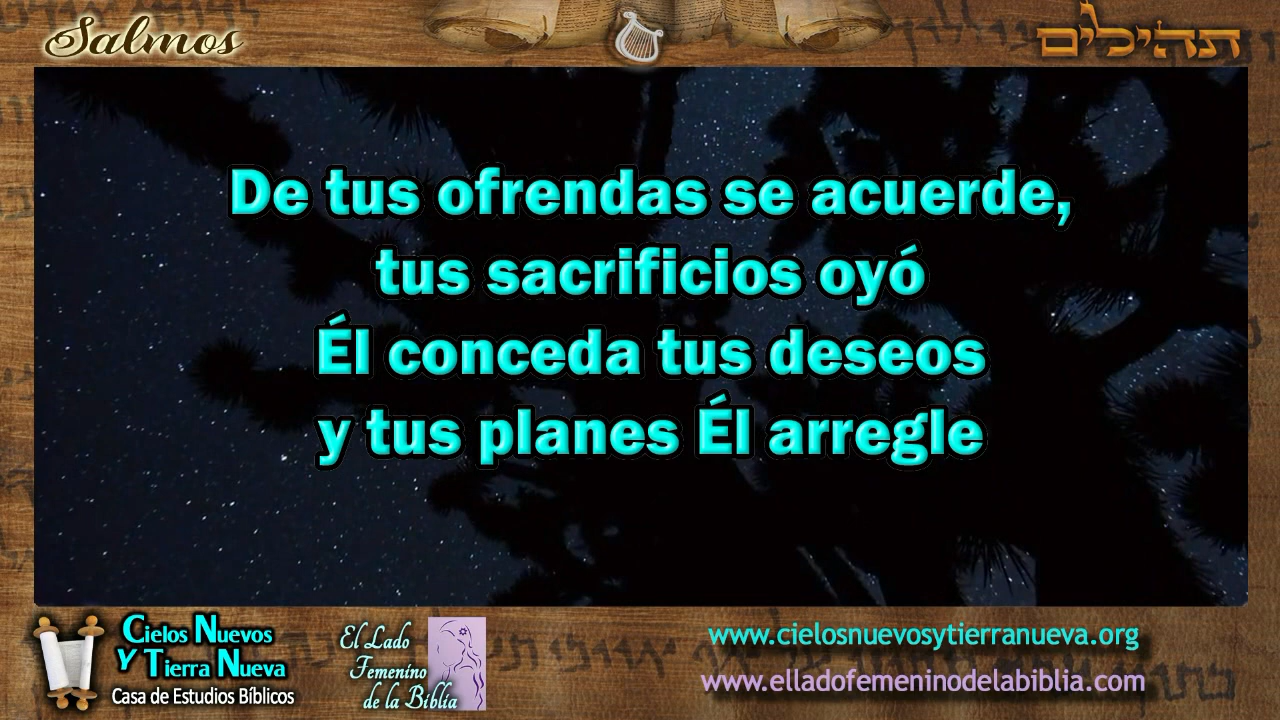 Salmos
תהילים
De tus ofrendas se acuerde,
tus sacrificios oyó
Él conceda tus deseos
y tus planes Él arregle
Cielos Nuevos
Y Tierra Nueva
Casa de Estudios Bíblicos
El Lado
Femenino
de la Biblia
www.cielosnuevosytierranueva.org
www.elladofemeninodelabiblia.com